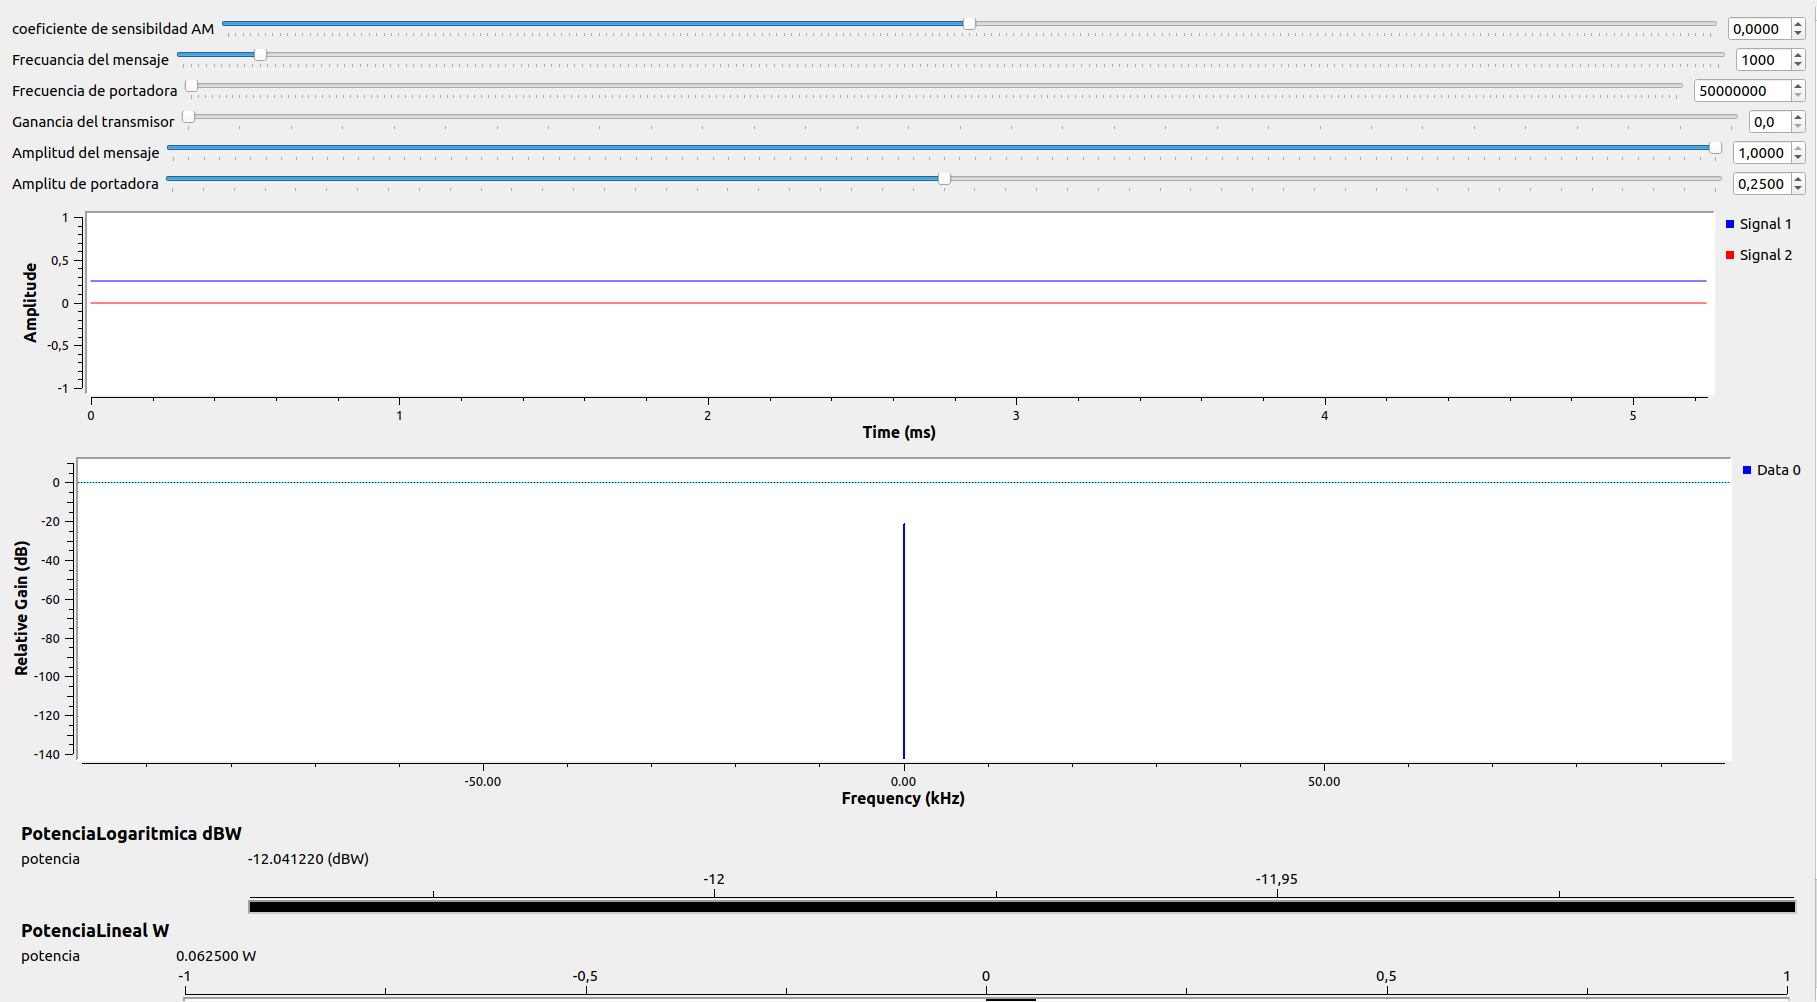 coeficiente de sensibildad AM 0,0000
Frecuancia del mensaje 1000
Frecuencia de portadora 50000000
Ganancia del transmisor 0,0
Amplitud del mensaje 1,0000
Amplitu de portadora 0,2500
Signal 1
Signal 2
Amplitude
1
0,5
0
-0,5
-1
0 1 2 3 4 5
Time (ms)
Data 0
Relative Gain (dB)
0
-20
-40
-60
-80
-100
-120
-140
-50.00 0.00 50.00
Frequency (kHz)
PotenciaLogaritmica dBW
potencia -12.041220 (dBW)
-12 -11,95
PotenciaLineal W
potencia 0.062500 W
-1 -0,5 0 0,5 1